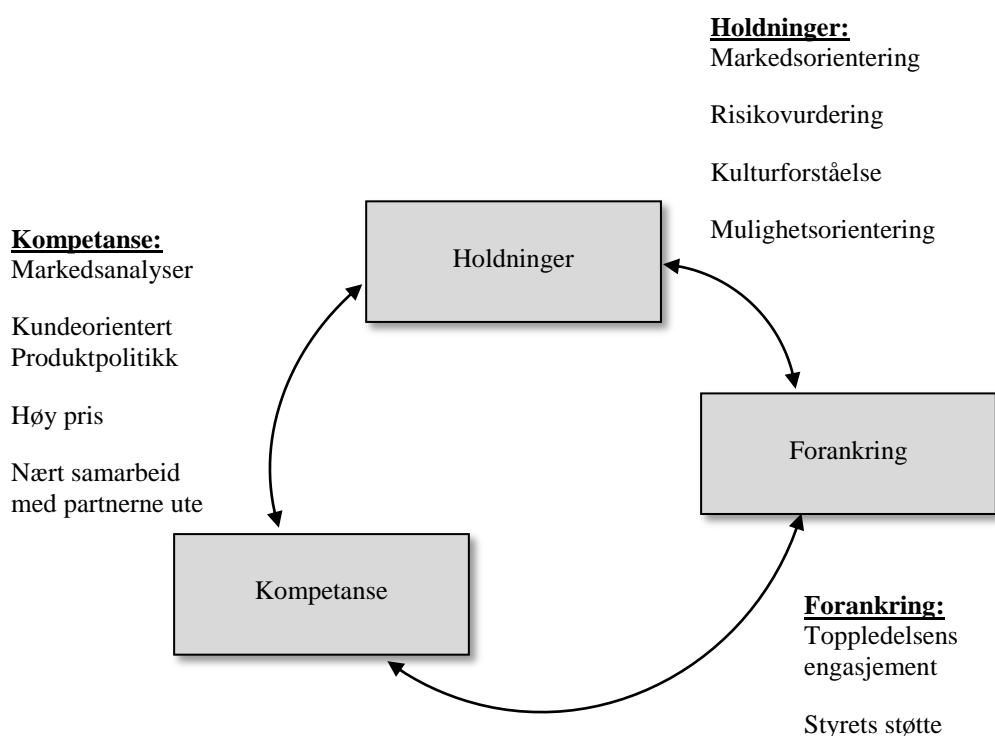 Holdninger:
Markedsorientering
Risikovurdering
Kulturforståelse
Mulighetsorientering
Kompetanse:
Markedsanalyser
Kundeorientert
Produktpolitikk
Høy pris
Nært samarbeid
med partnerne ute
Holdninger
Forankring
Kompetanse
Forankring:
Toppledelsens
engasjement
Styrets støtte